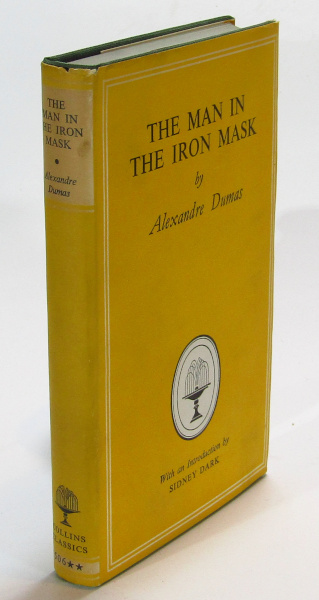 THE
MAN IN
THE IRON
MASK
Alexandre
Dumas
COLLINS
CLASSICS
506★★
THE MAN IN
THE IRON MASK
by
Alexandre Dumas
With an Introduction by
SIDNEY DARK